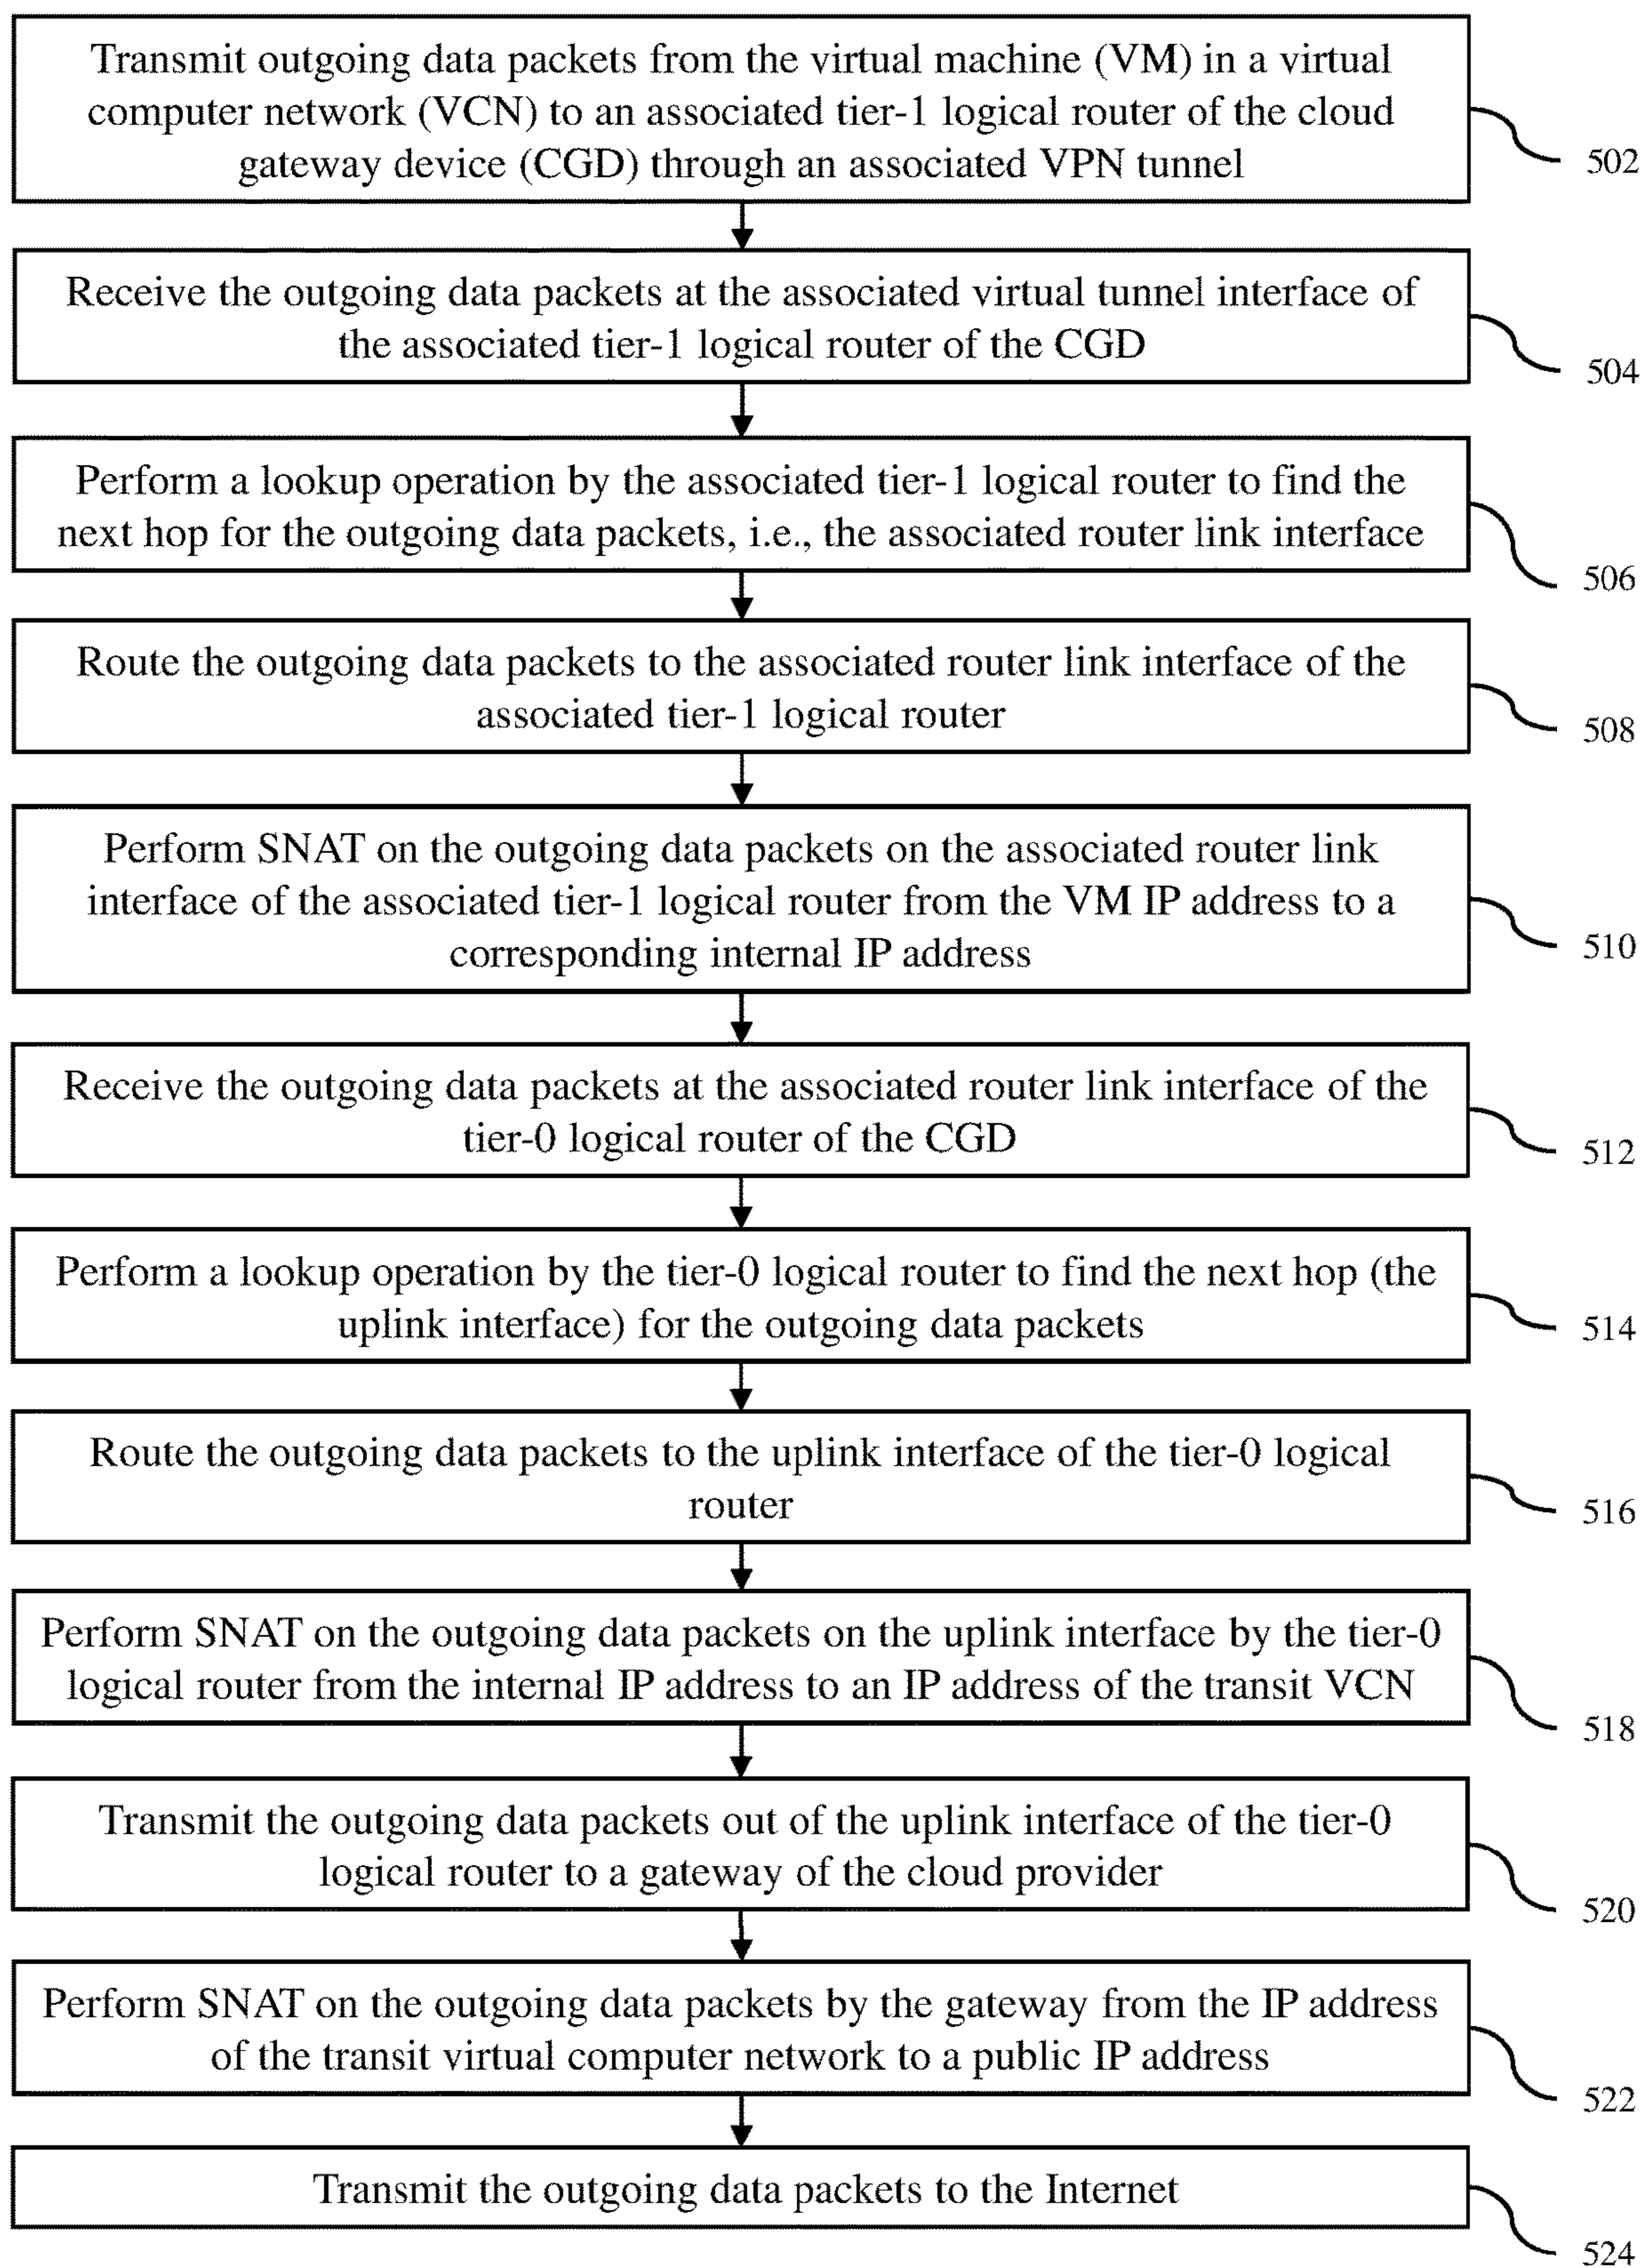 Transmit outgoing data packets from the virtual machine (VM) in a virtual
computer network (VCN) to an associated tier-1 logical router of the cloud
gateway device (CGD) through an associated VPN tunnel
502
Receive the outgoing data packets at the associated virtual tunnel interface of
the associated tier-1 logical router of the CGD
504
Perform a lookup operation by the associated tier-1 logical router to find the
next hop for the outgoing data packets, i.e., the associated router link interface
506
Route the outgoing data packets to the associated router link interface of the
associated tier-1 logical router
508
Perform SNAT on the outgoing data packets on the associated router link
interface of the associated tier-1 logical router from the VM IP address to a
corresponding internal IP address
510
Receive the outgoing data packets at the associated router link interface of the
tier-0 logical router of the CGD
512
Perform a lookup operation by the tier-0 logical router to find the next hop (the
uplink interface) for the outgoing data packets
514
Route the outgoing data packets to the uplink interface of the tier-0 logical
router
516
Perform SNAT on the outgoing data packets on the uplink interface by the tier-0
logical router from the internal IP address to an IP address of the transit VCN
518
Transmit the outgoing data packets out of the uplink interface of the tier-0
logical router to a gateway of the cloud provider
520
Perform SNAT on the outgoing data packets by the gateway from the IP address
of the transit virtual computer network to a public IP address
522
Transmit the outgoing data packets to the Internet
524